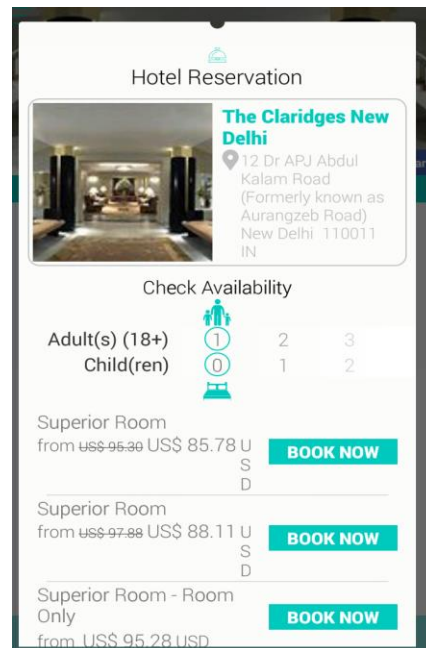 Hotel Reservation
The Claridges New
Delhi
12 Dr APJ Abdul
Kalam Road
(Formerly known as
Aurangzeb Road)
New Delhi 110011
IN
Check Availability
Adult(s) (18+) 1 2 3
Child(ren) 0 1 2
Superior Room
from US$ 95.30 US$ 85.78 U
S
D
BOOK NOW
Superior Room
from US$ 97.88 US$ 88.11 U
S
D
BOOK NOW
Superior Room - Room
Only
from US$ 95.28 USD
BOOK NOW